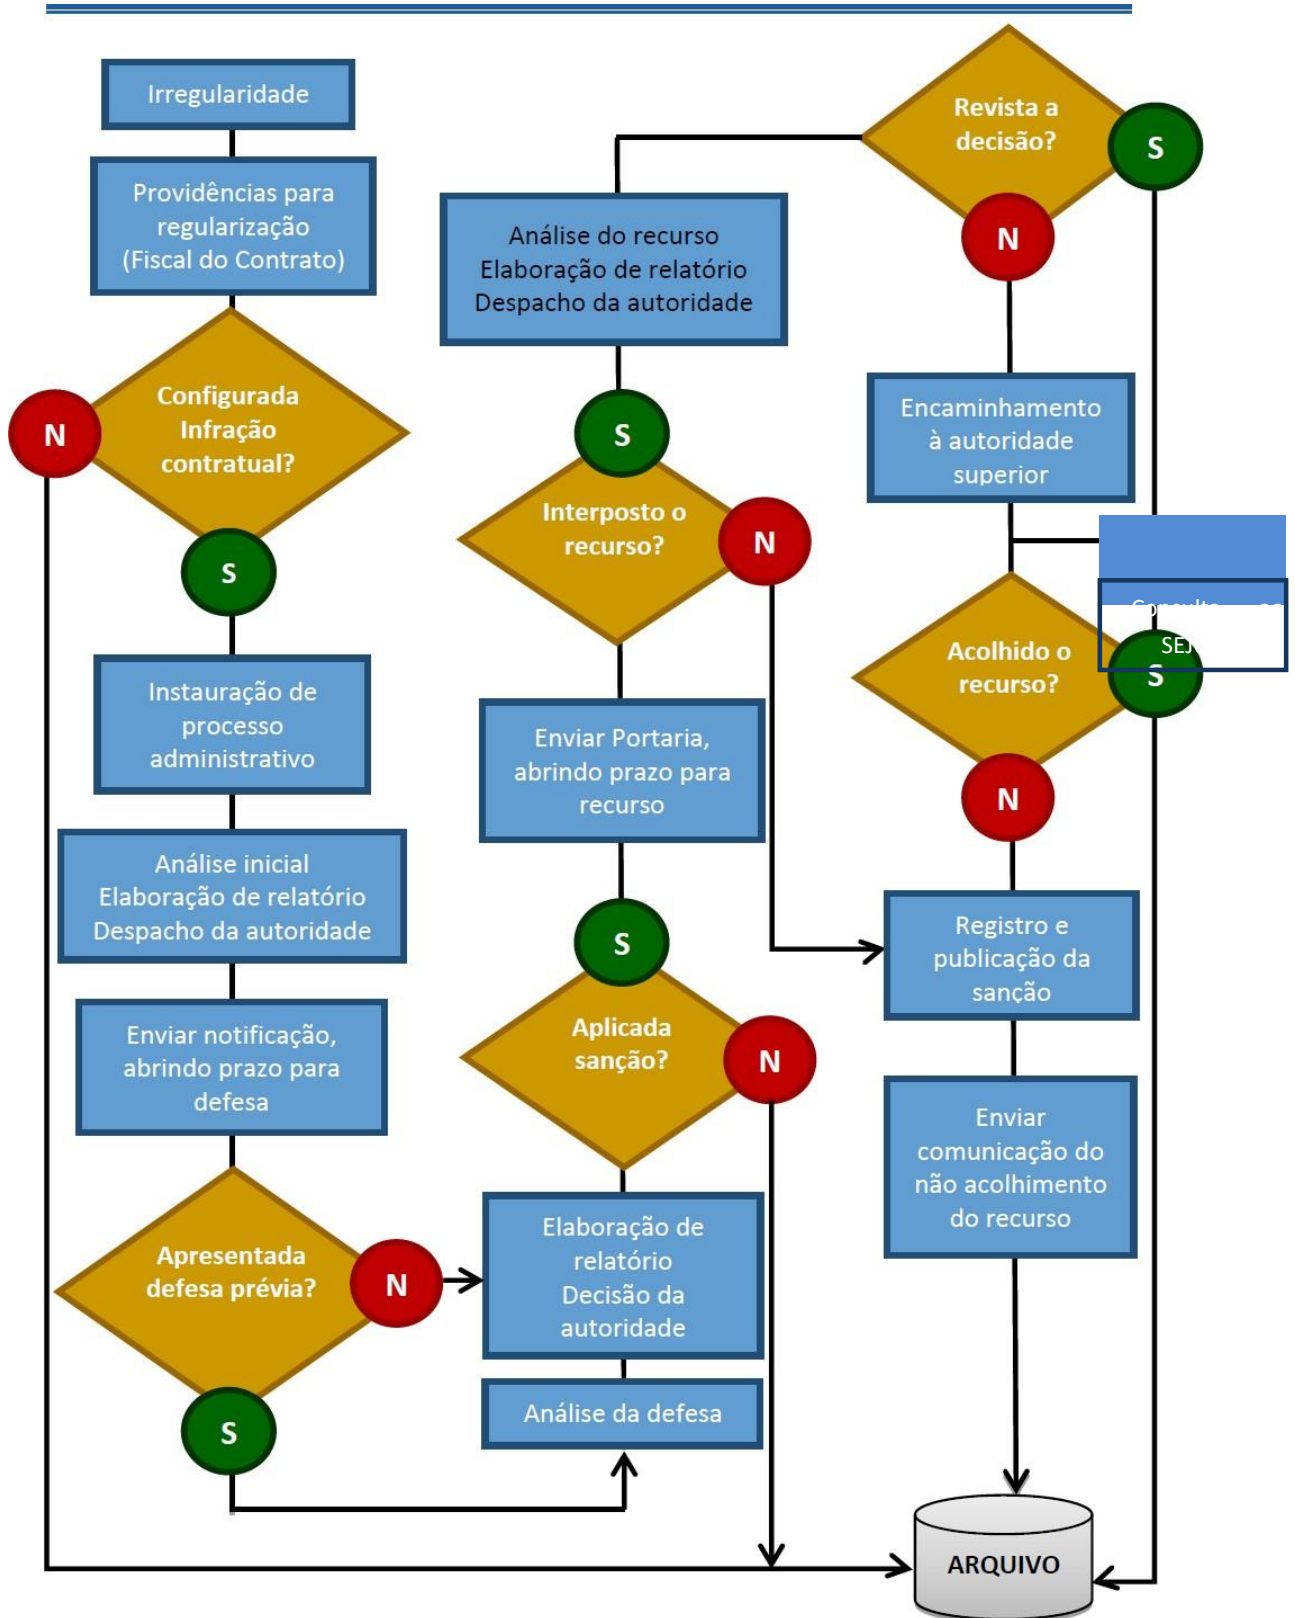 Irregularidade
Providências para
regularização
(Fiscal do Contrato)
Configurada
Infração
contratual?
N
S
Instauração de
processo
administrativo
Análise inicial
Elaboração de relatório
Despacho da autoridade
Enviar notificação,
abrindo prazo para
defesa
Apresentada
defesa prévia?
N
S
Análise da defesa
Elaboração de
relatório
Decisão da
autoridade
Aplicada
sanção?
N
S
Enviar Portaria,
abrindo prazo para
recurso
Interposto o
recurso?
N
S
Análise do recurso
Elaboração de relatório
Despacho da autoridade
Revista a
decisão?
S
N
Encaminhamento
à autoridade
superior
Acolhido o
recurso?
S
N
Registro e
publicação da
sanção
Enviar
comunicação do
não acolhimento
do recurso
ARQUIVO